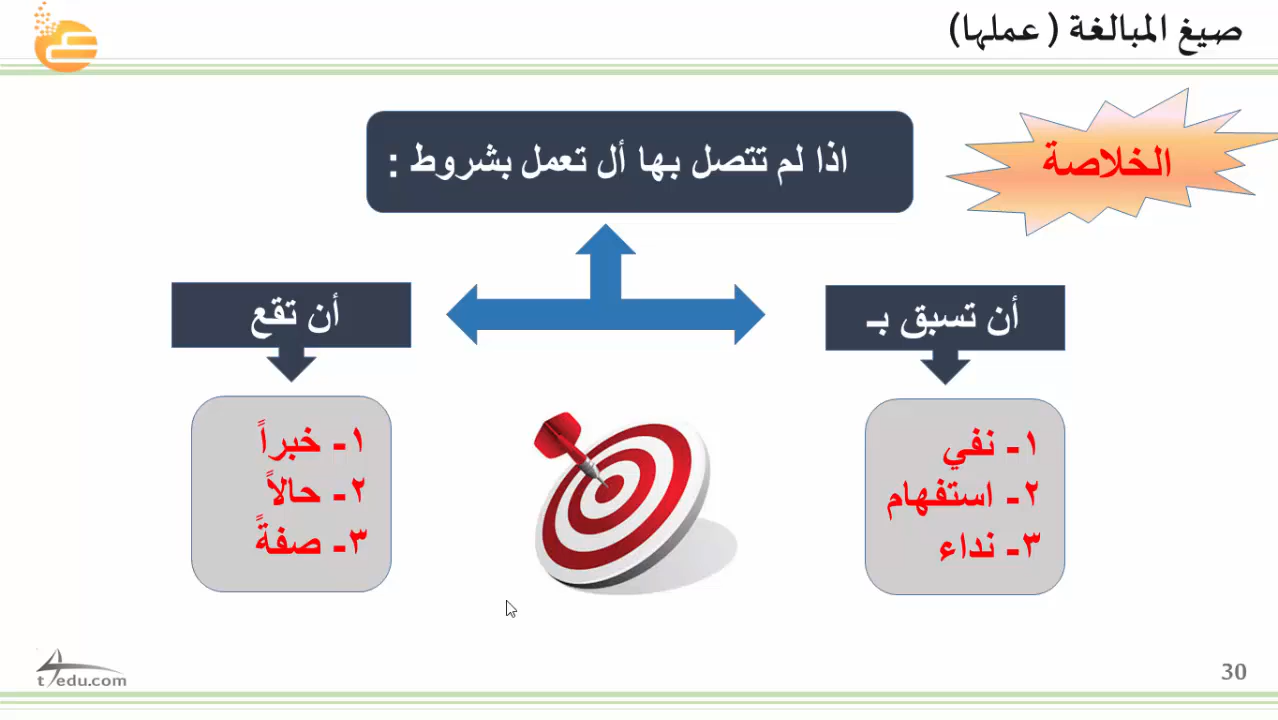 صيغ المبالغة ( عملها)
الخلاصة
اذا لم تتصل بها أل تعمل بشروط :
أن تسبق بـ
١- نفي
٢- استفهام
٣- نداء
أن تقع
١- خبراً
٢- حالاً
٣- صفةً
t4edu.com
30